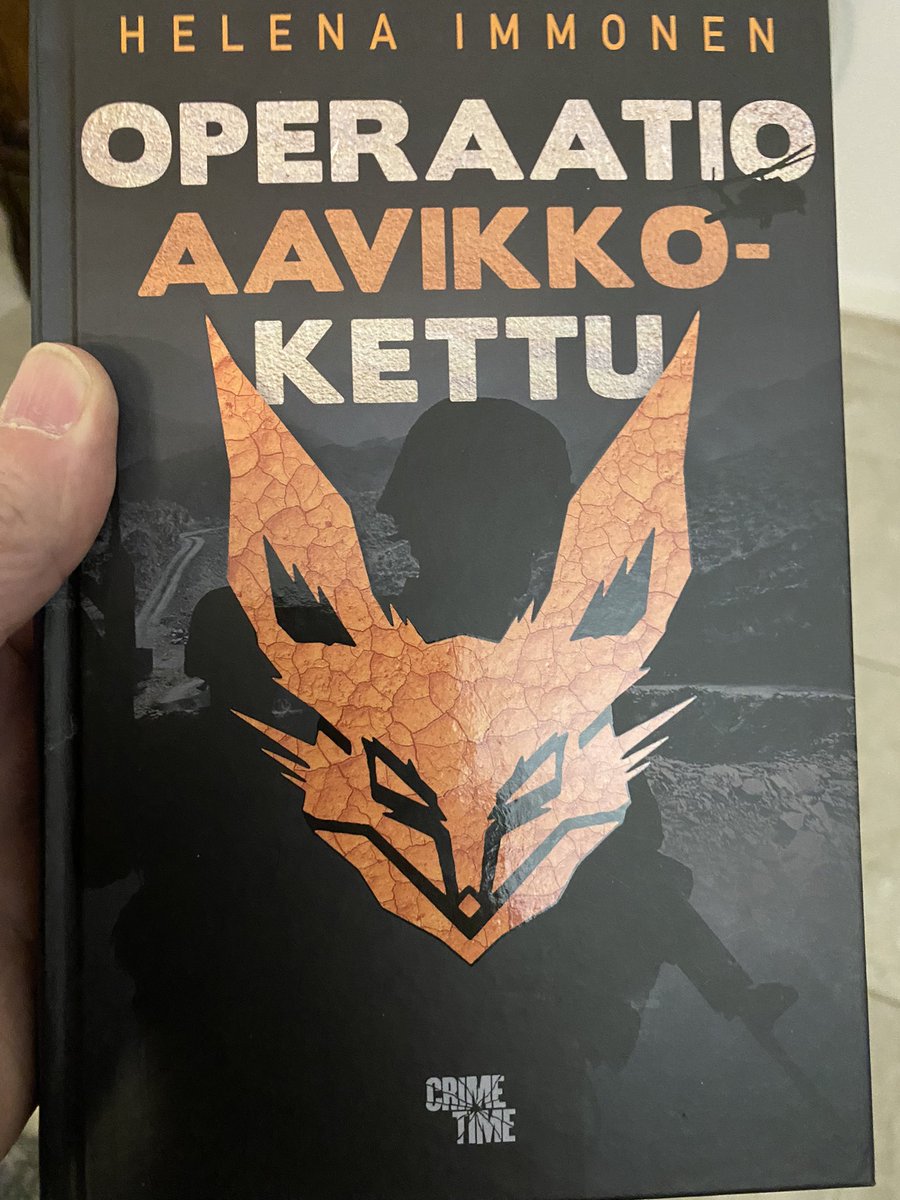 HELENA IMMONEN
OPERAATIO
AAVIKKO-
KETTU
CRIME
TIME